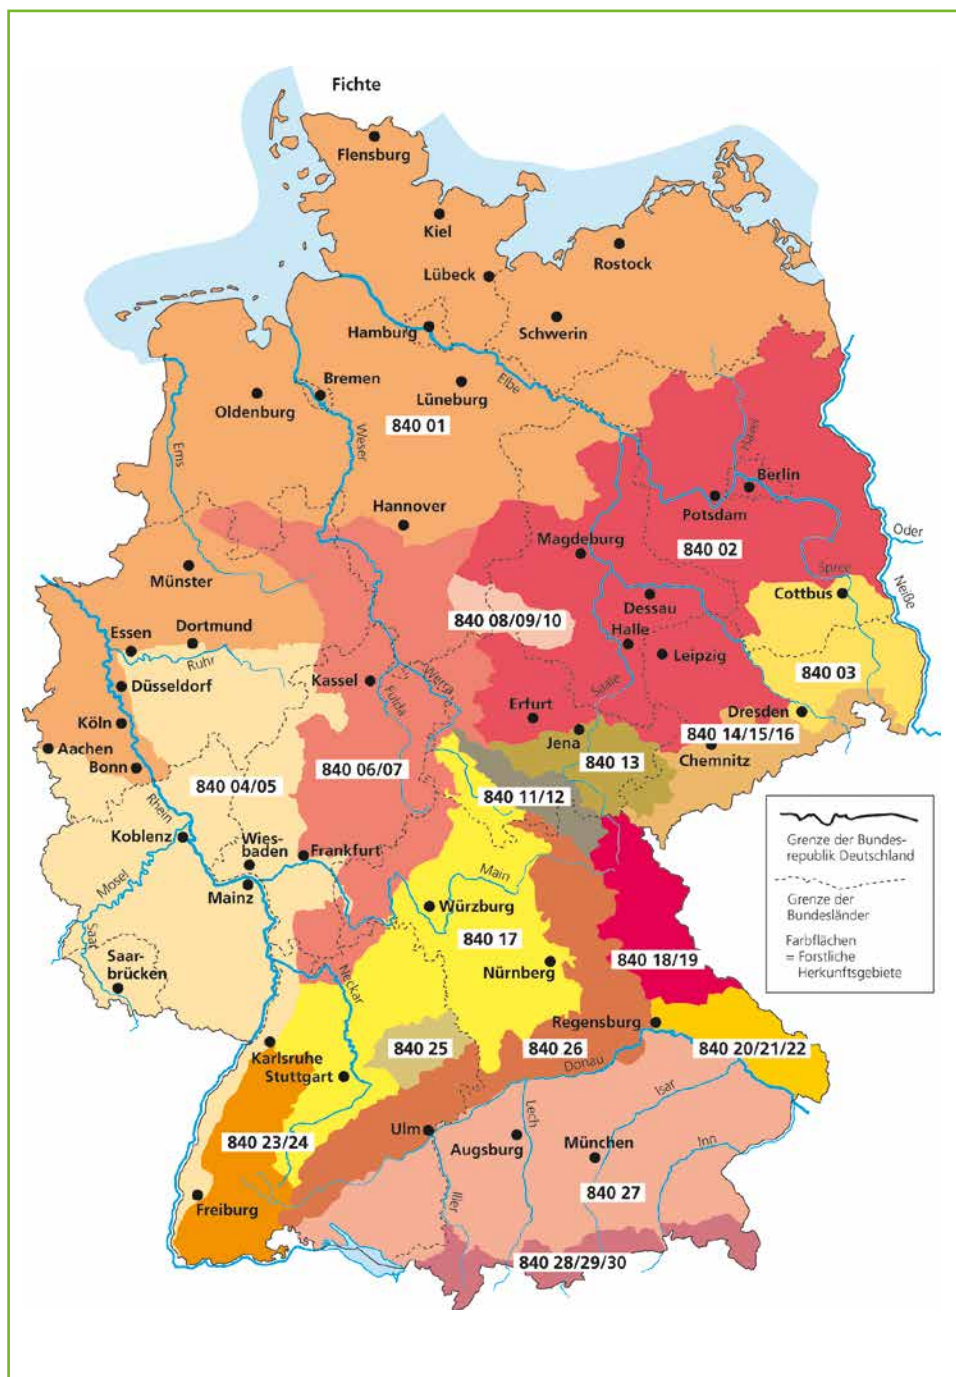 Fichte
Flensburg
Kiel
Rostock
Lübeck
Schwerin
Hamburg
Elbe
Bremen
Lüneburg
Oldenburg
840 01
Weser
Ems
Havel
Berlin
Hannover
Potsdam
Oder
Magdeburg
840 02
Münster
Spree
Neiße
Cottbus
Dessau
840 08/09/10
Dortmund
Halle
Essen
Ruhr
Leipzig
840 03
Düsseldorf
Kassel
Werra
Fulda
Saale
Erfurt
Dresden
Köln
840 14/15/16
Aachen
Jena
Bonn
840 13
Chemnitz
840 04/05
840 06/07
840 11/12
Rhein
Koblenz
Wies-
baden
Frankfurt
Mosel
Mainz
Main
Würzburg
Saar
840 17
Saar-
brücken
Nürnberg
840 18/19
Neckar
Regensburg
Karlsruhe
840 25
840 26
840 20/21/22
Stuttgart
Donau
Isar
Ulm
Lech
840 23/24
Augsburg
München
Inn
840 27
Freiburg
Iller
840 28/29/30
Grenze der Bundes-
republik Deutschland
Grenze der
Bundesländer
Farbflächen
= Forstliche
Herkunftsgebiete